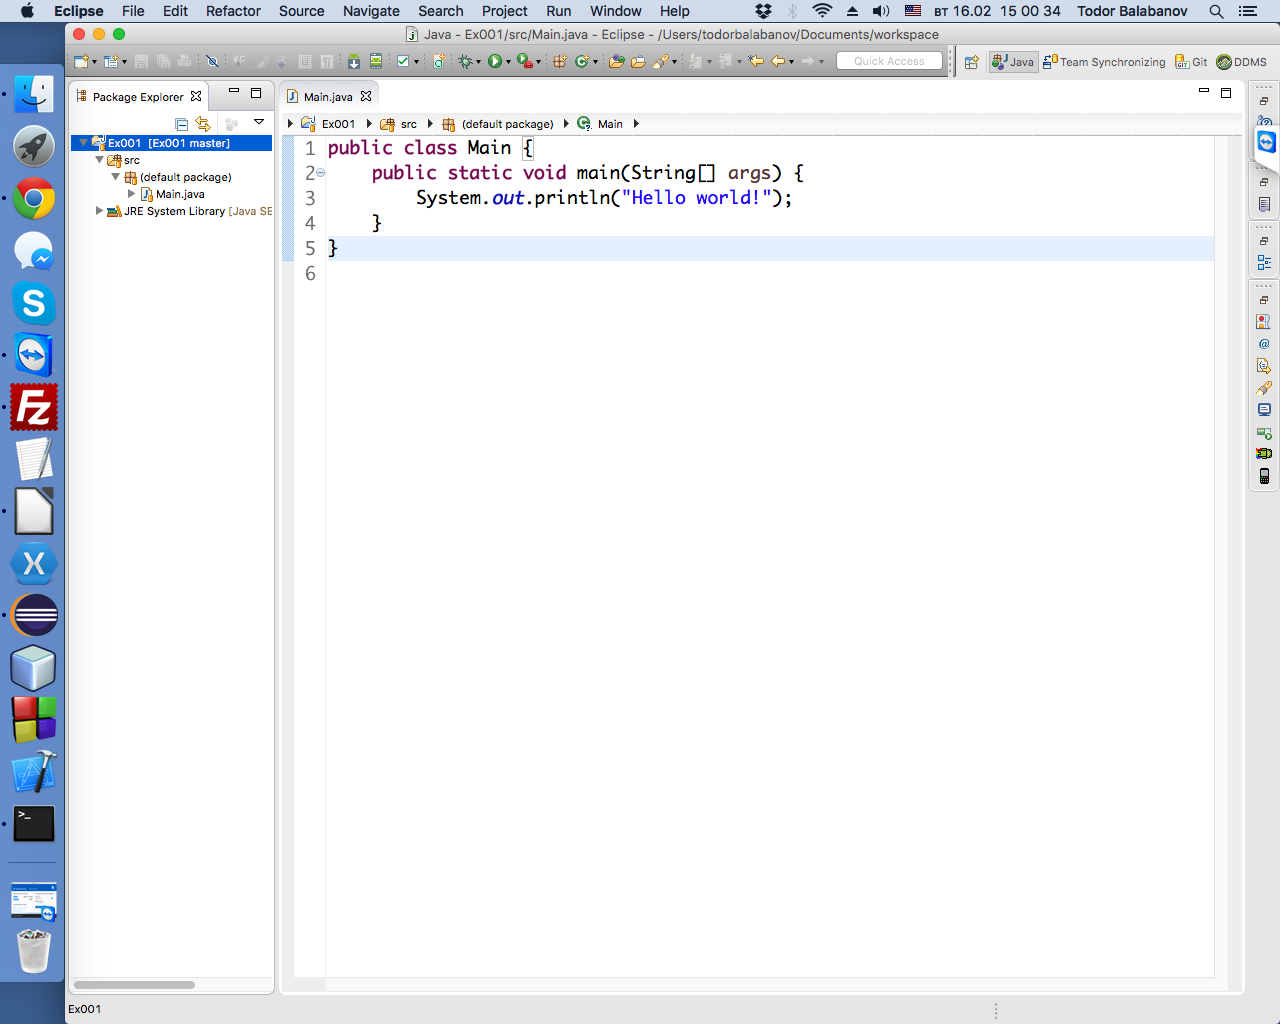 Eclipse File Edit Refactor Source Navigate Search Project Run Window Help вт 16.02 15 00 34 Todor Balabanov
Java - Ex001/src/Main.java - Eclipse - /Users/todorbalabanov/Documents/workspace
Quick Access Java Team Synchronizing Git DDMS
Package Explorer
Main.java
Ex001 src (default package) Main
Ex001 [Ex001 master]
src
(default package)
Main.java
JRE System Library [Java SE
1 public class Main {
2 public static void main(String[] args) {
3 System.out.println("Hello world!");
4 }
5 }
6
Ex001